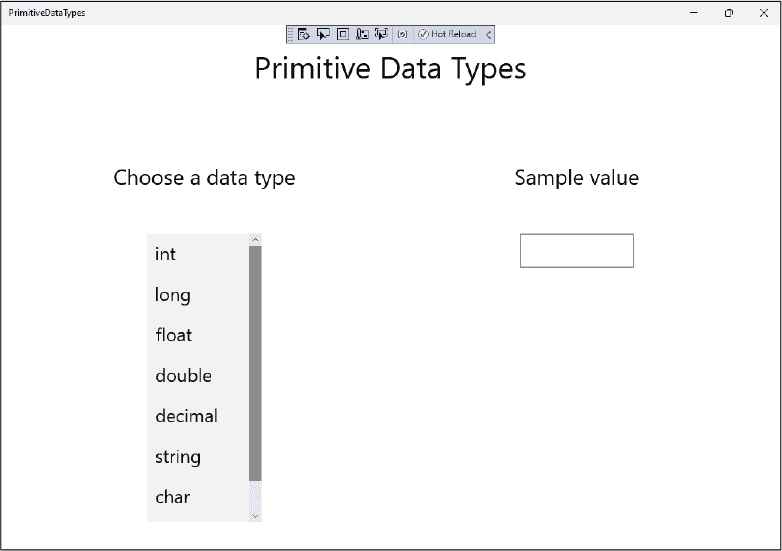 PrimitiveDataTypes
Hot Reload
Primitive Data Types
Choose a data type
Sample value
int
long
float
double
decimal
string
char